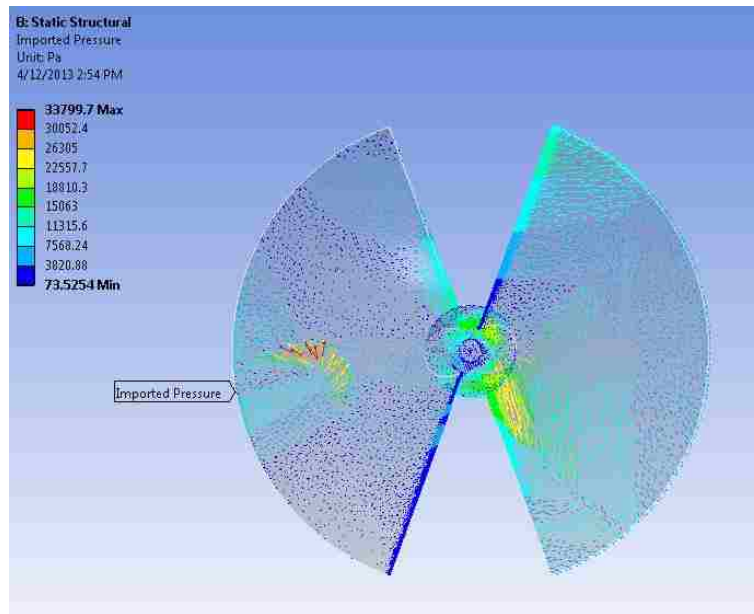 B: Static Structural
Imported Pressure
Unit: Pa
4/12/2013 2:54 PM
33799.7 Max
30052.4
26305
22557.7
18810.3
15063
11315.6
7568.24
3820.88
73.5254 Min
Imported Pressure